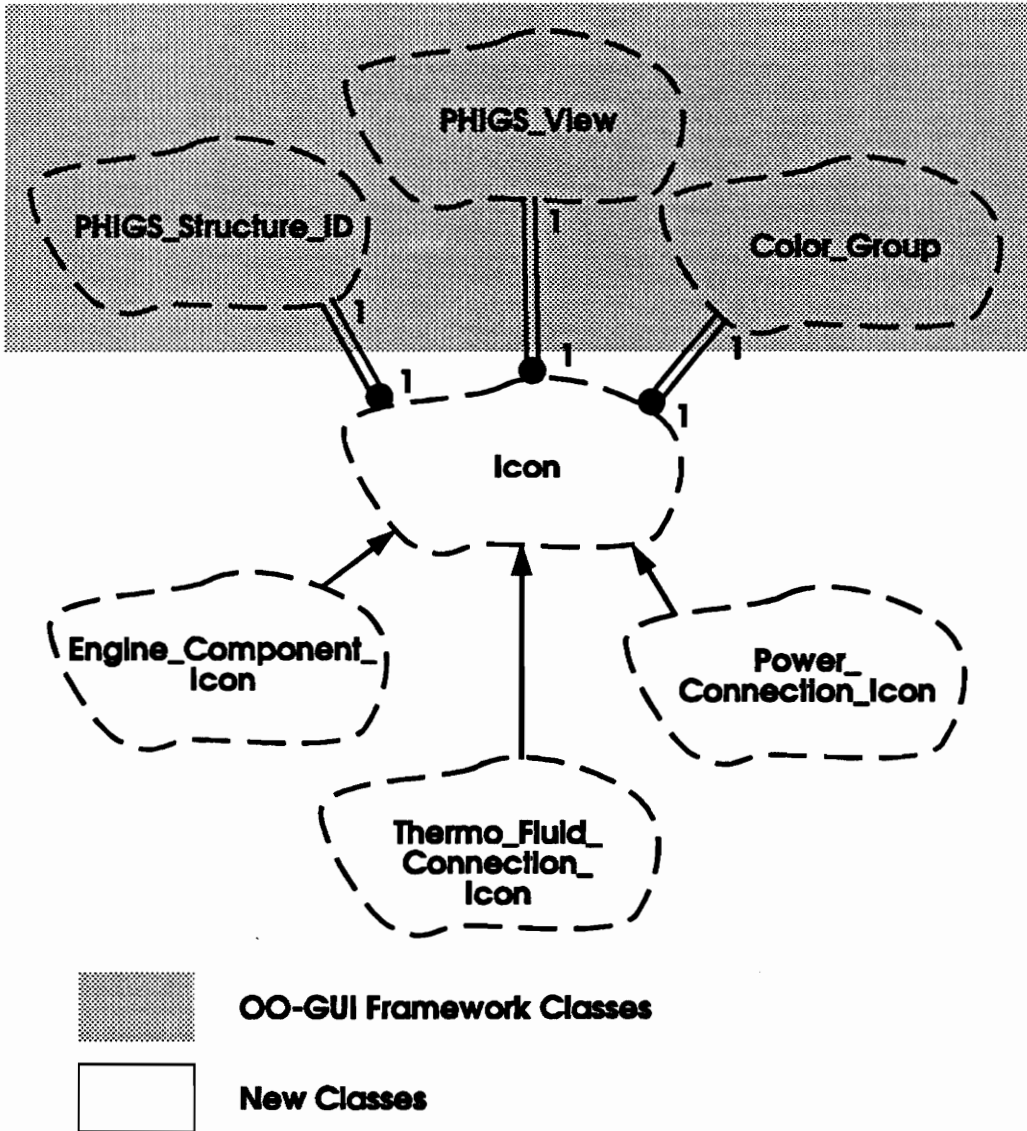 PHIGS_View
PHIGS_Structure_ID
Color_Group
1
1
1
1
1
1
Icon
Engine_Component_
Icon
Power_
Connection_Icon
Thermo_Fluid_
Connection_
Icon
OO-GUI Framework Classes
New Classes